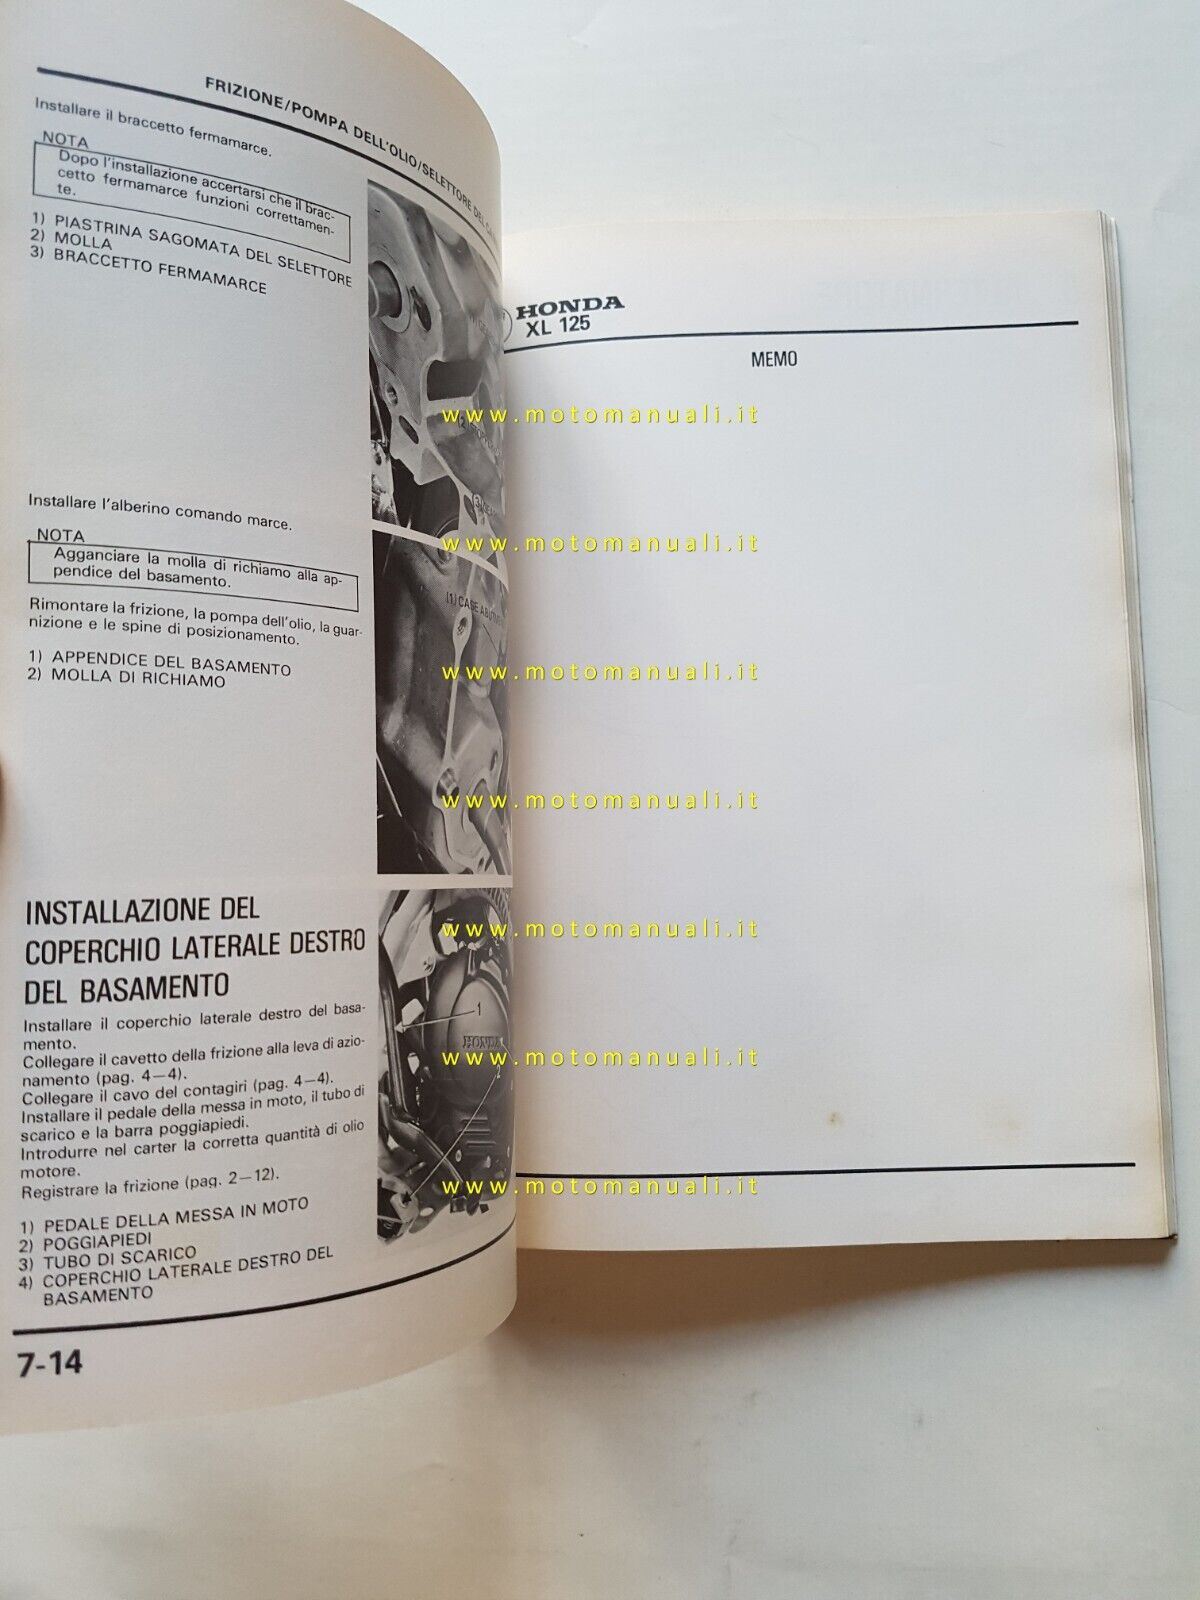 FRIZIONE/POMPA DELL'OLIO/SELETTORE DEL
Installare il braccetto fermamarce.
NOTA
Dopo l'installazione accertarsi che il brac-
cetto fermamarce funzioni correttamen-
te.
1) PIASTRINA SAGOMATA DEL SELETTORE
2) MOLLA
3) BRACCETTO FERMAMARCE
Installare l'alberino comando marce.
NOTA
Agganciare la molla di richiamo alla ap-
pendice del basamento.
Rimontare la frizione, la pompa dell'olio, la guar-
nizione e le spine di posizionamento.
1) APPENDICE DEL BASAMENTO
2) MOLLA DI RICHIAMO
(1) CASE
INSTALLAZIONE DEL
COPERCHIO LATERALE DESTRO
DEL BASAMENTO
Installare il coperchio laterale destro del basa-
mento.
Collegare il cavetto della frizione alla leva di azio-
namento (pag. 4—4).
Collegare il cavo del contagiri (pag. 4—4).
Installare il pedale della messa in moto, il tubo di
scarico e la barra poggiapiedi.
Introdurre nel carter la corretta quantità di olio
motore.
Registrare la frizione (pag. 2—12).
1) PEDALE DELLA MESSA IN MOTO
2) POGGIAPIEDI
3) TUBO DI SCARICO
4) COPERCHIO LATERALE DESTRO DEL
BASAMENTO
1
HONDA
7-14
HONDA
XL 125
MEMO
www.motomanuali.it
www.motomanuali.it
www.motomanuali.it
www.motomanuali.it
www.motomanuali.it
www.motomanuali.it
www.motomanuali.it